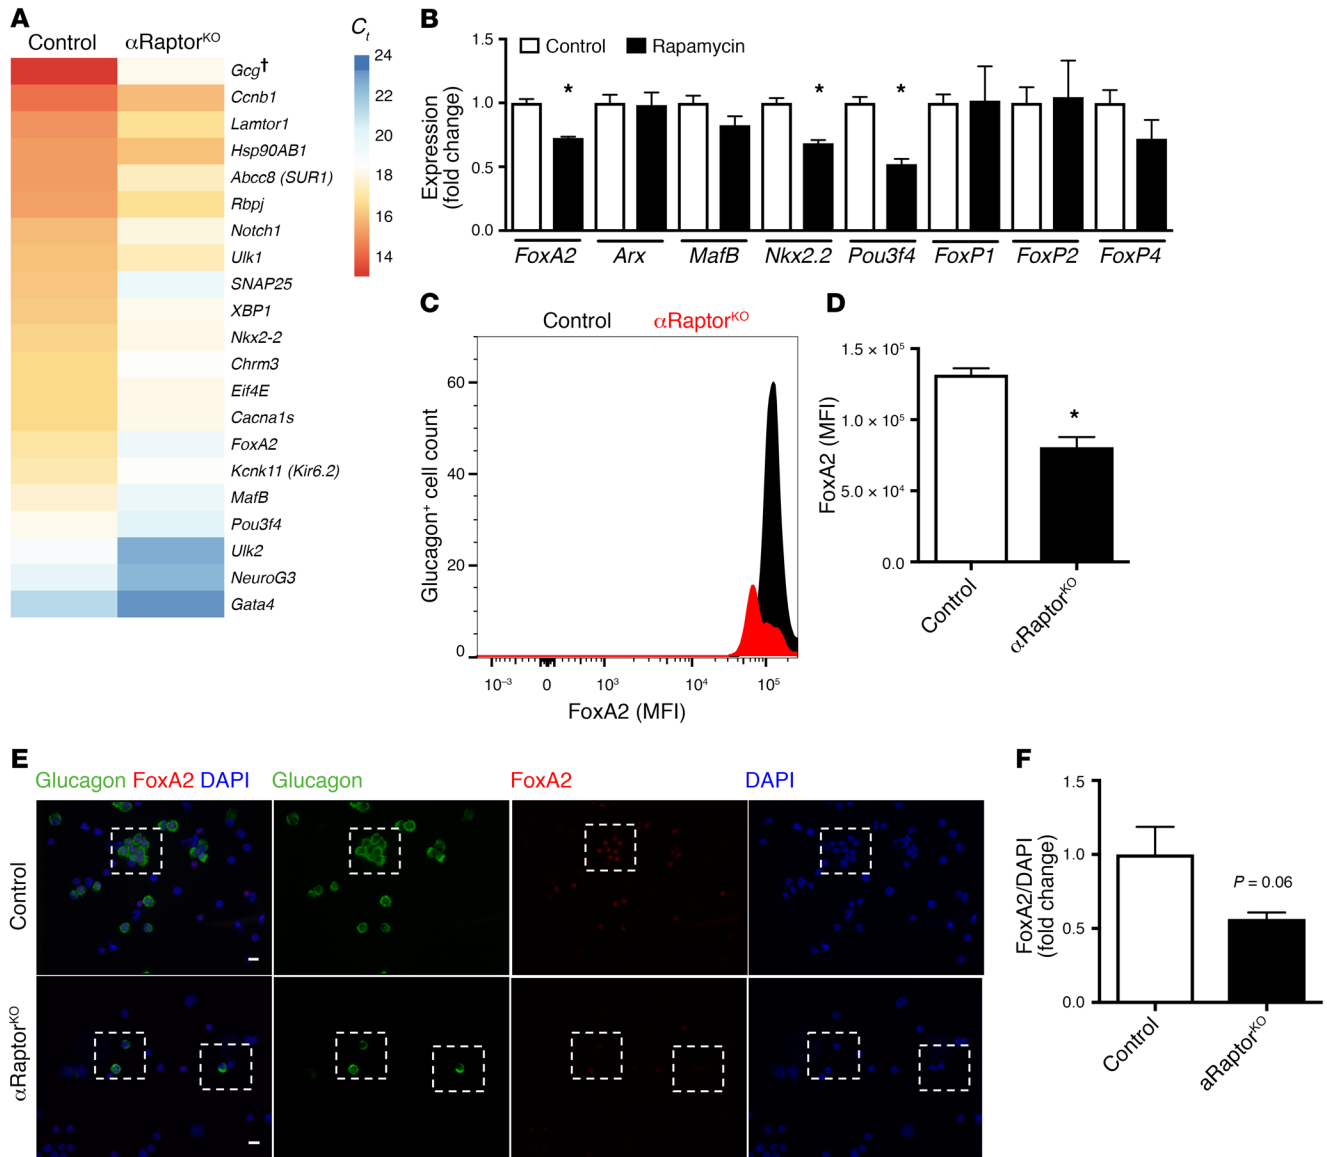 A
Control αRaptorKO
Ct
24
22
20
18
16
14
Gcg†
Ccnb1
Lamtor1
Hsp90AB1
Abcc8 (SUR1)
Rbpj
Notch1
Ulk1
SNAP25
XBP1
Nkx2-2
Chrm3
Eif4E
Cacna1s
FoxA2
Kcnk11 (Kir6.2)
MafB
Pou3f4
Ulk2
NeuroG3
Gata4
B
Control Rapamycin
Expression
(fold change)
1.5
1.0
0.5
0.0
* * *
FoxA2 Arx MafB Nkx2.2 Pou3f4 FoxP1 FoxP2 FoxP4
C
Control αRaptorKO
Glucagon+ cell count
60
40
20
0
10–3 0 103 104 105
FoxA2 (MFI)
D
FoxA2 (MFI)
1.5 × 105
1.0 × 105
5.0 × 104
0.0
*
Control αRaptorKO
E
Glucagon FoxA2 DAPI Glucagon FoxA2 DAPI
Control
αRaptorKO
F
FoxA2/DAPI
(fold change)
1.5
1.0
0.5
0.0
P = 0.06
Control aRaptorKO